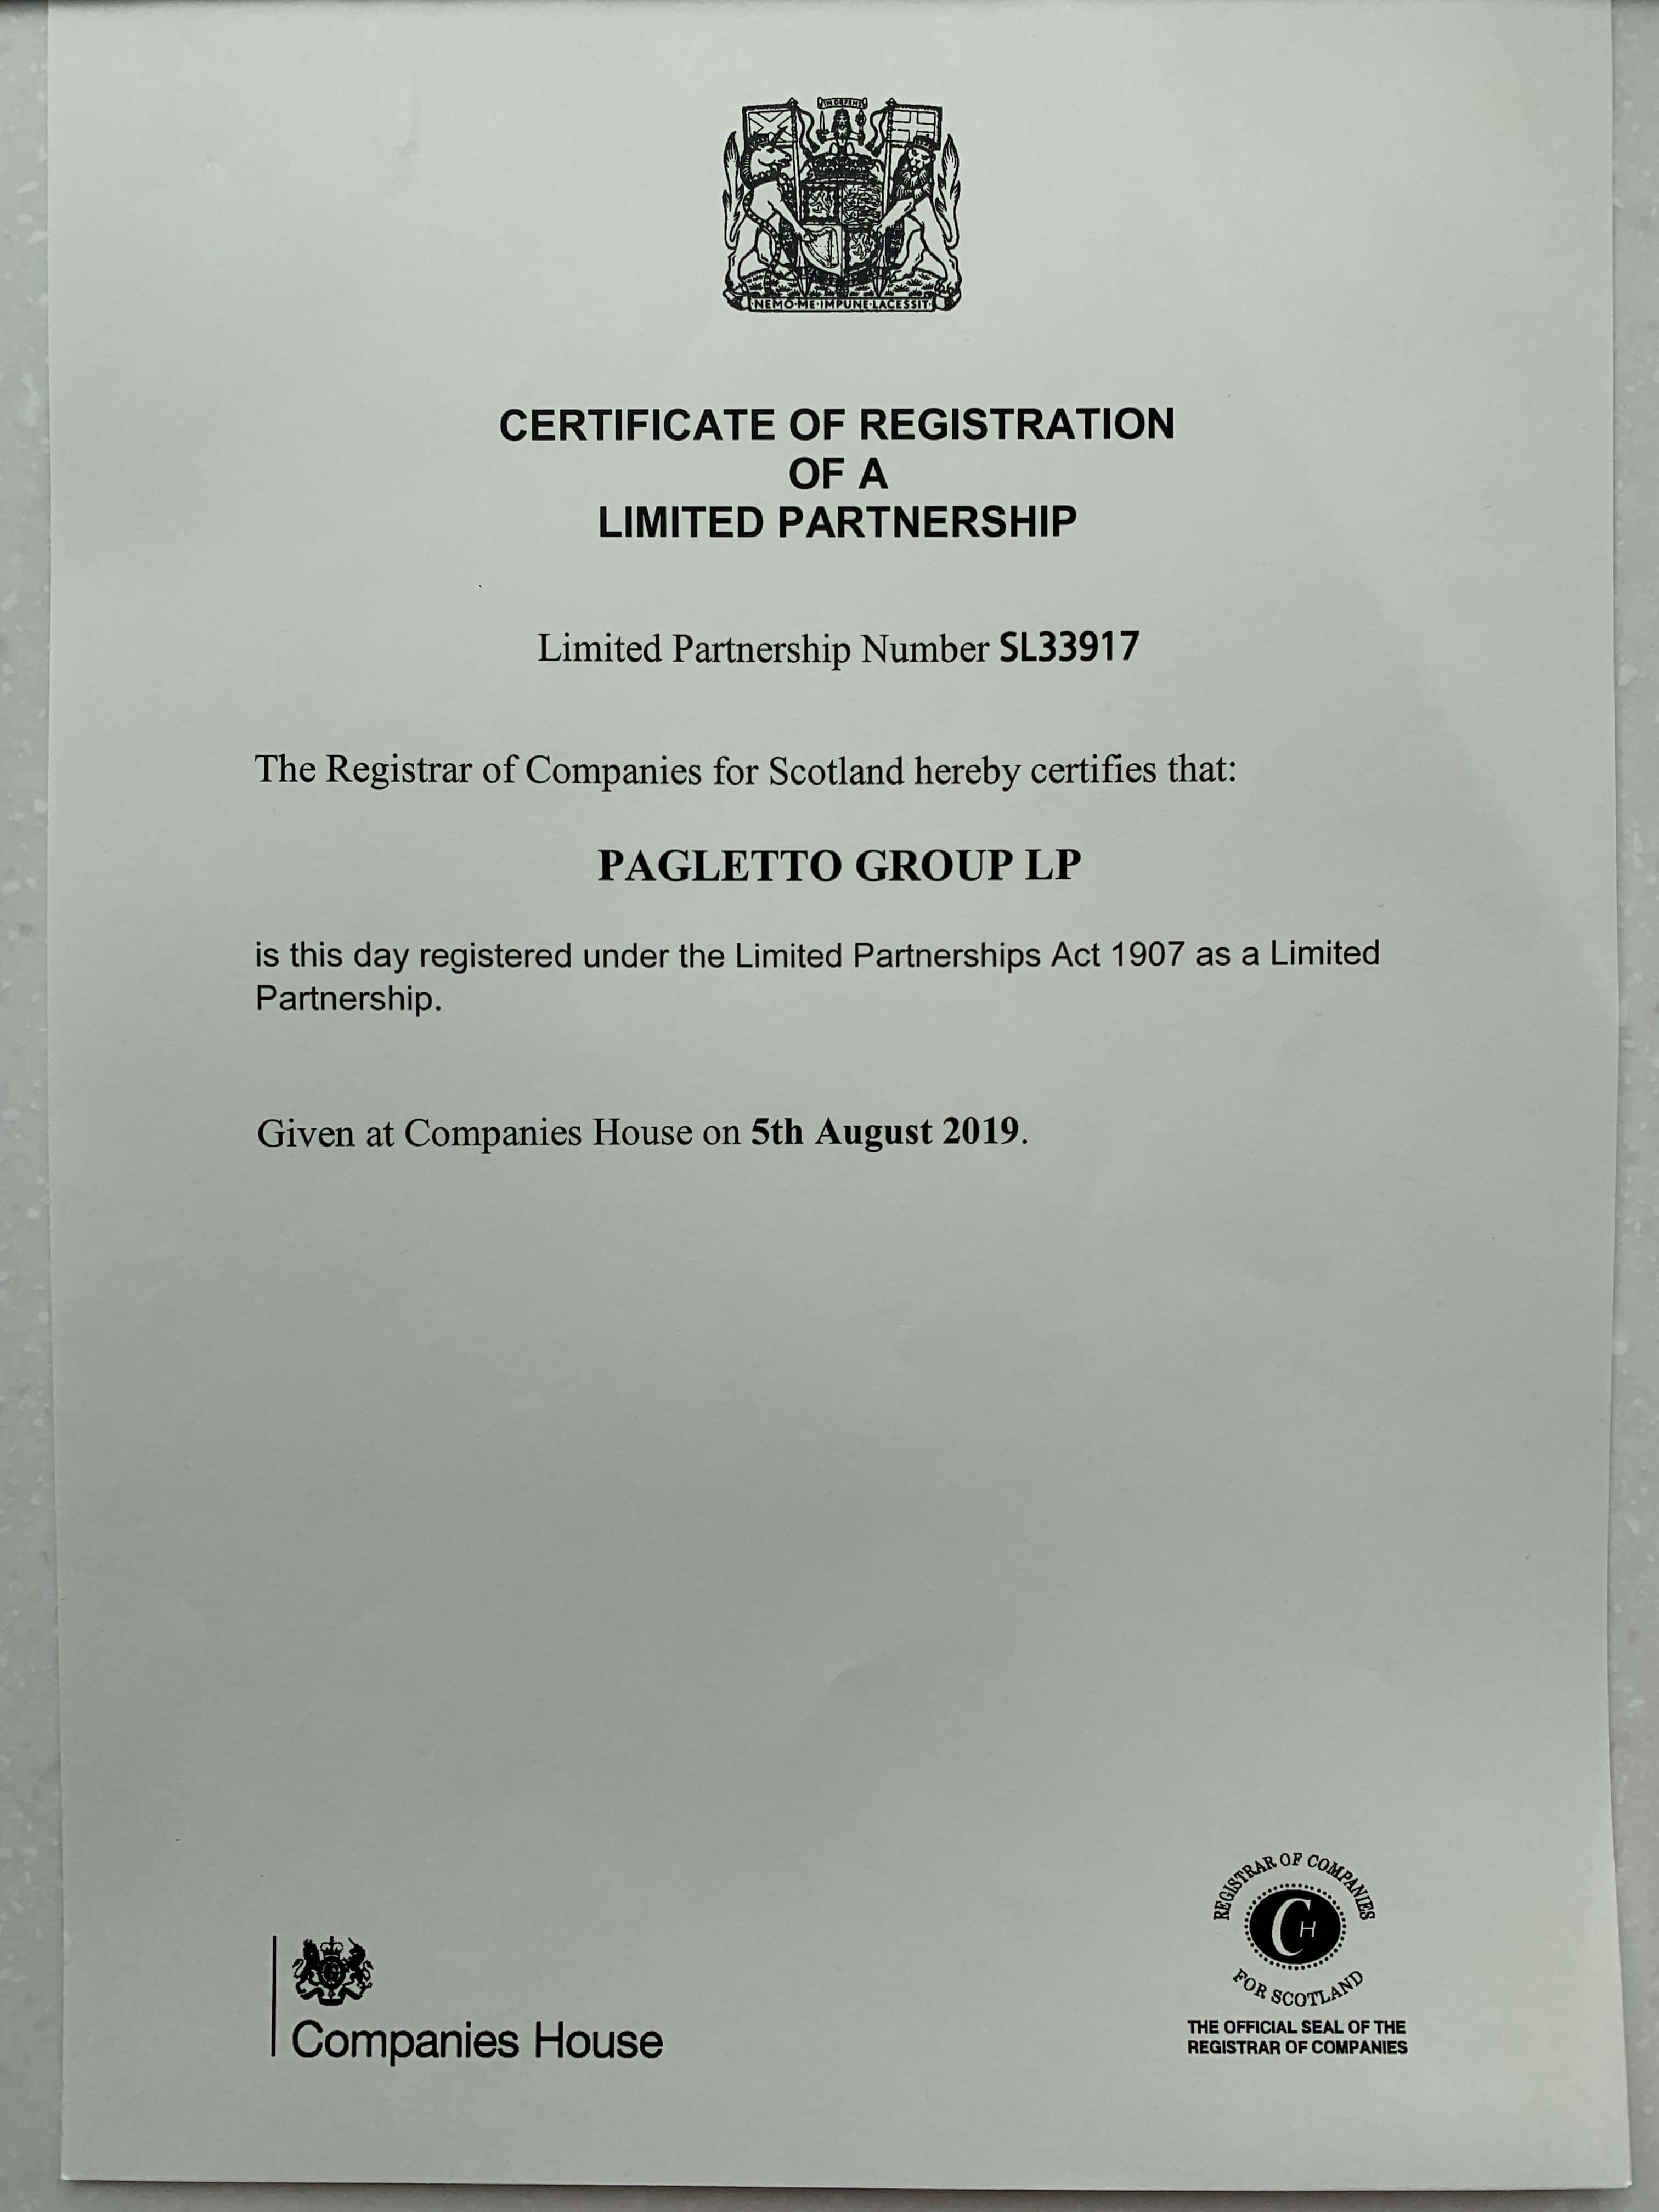 IN DEFENS
NEMO·ME·IMPUNE·LACESSIT
CERTIFICATE OF REGISTRATION
OF A
LIMITED PARTNERSHIP
Limited Partnership Number SL33917
The Registrar of Companies for Scotland hereby certifies that:
PAGLETTO GROUP LP
is this day registered under the Limited Partnerships Act 1907 as a Limited
Partnership.
Given at Companies House on 5th August 2019.
Companies House
REGISTRAR OF COMPANIES
CH
FOR SCOTLAND
THE OFFICIAL SEAL OF THE
REGISTRAR OF COMPANIES